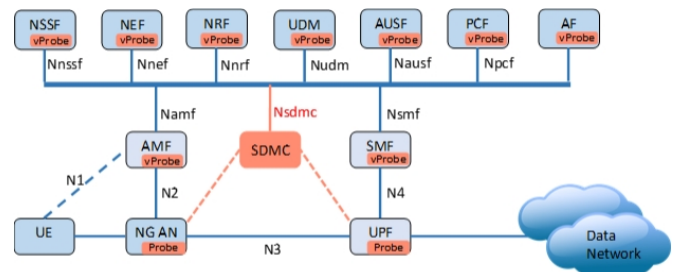 NSSF
vProbe
NEF
vProbe
NRF
vProbe
UDM
vProbe
AUSF
vProbe
PCF
vProbe
AF
vProbe
Nnssf
Nnef
Nnrf
Nudm
Nausf
Npcf
Namf
Nsdmc
Nsmf
AMF
vProbe
SDMC
SMF
vProbe
N1
N2
N4
UE
NG AN
Probe
N3
UPF
Probe
Data
Network